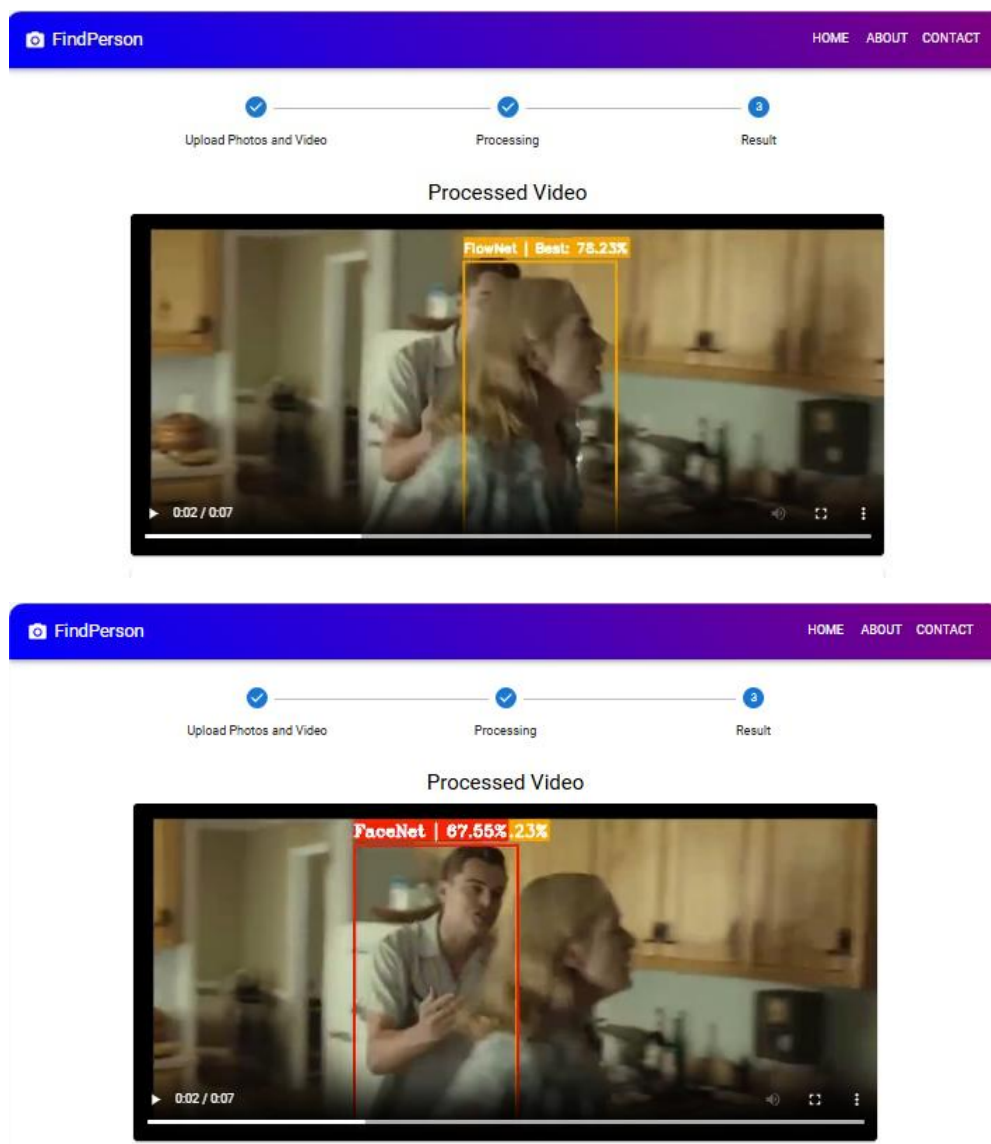 FindPerson HOME ABOUT CONTACT
3
Upload Photos and Video Processing Result
Processed Video
FlowNet | Best: 78.23%
0:02 / 0:07
FindPerson HOME ABOUT CONTACT
3
Upload Photos and Video Processing Result
Processed Video
FaceNet | 67.55% .23%
0:02 / 0:07